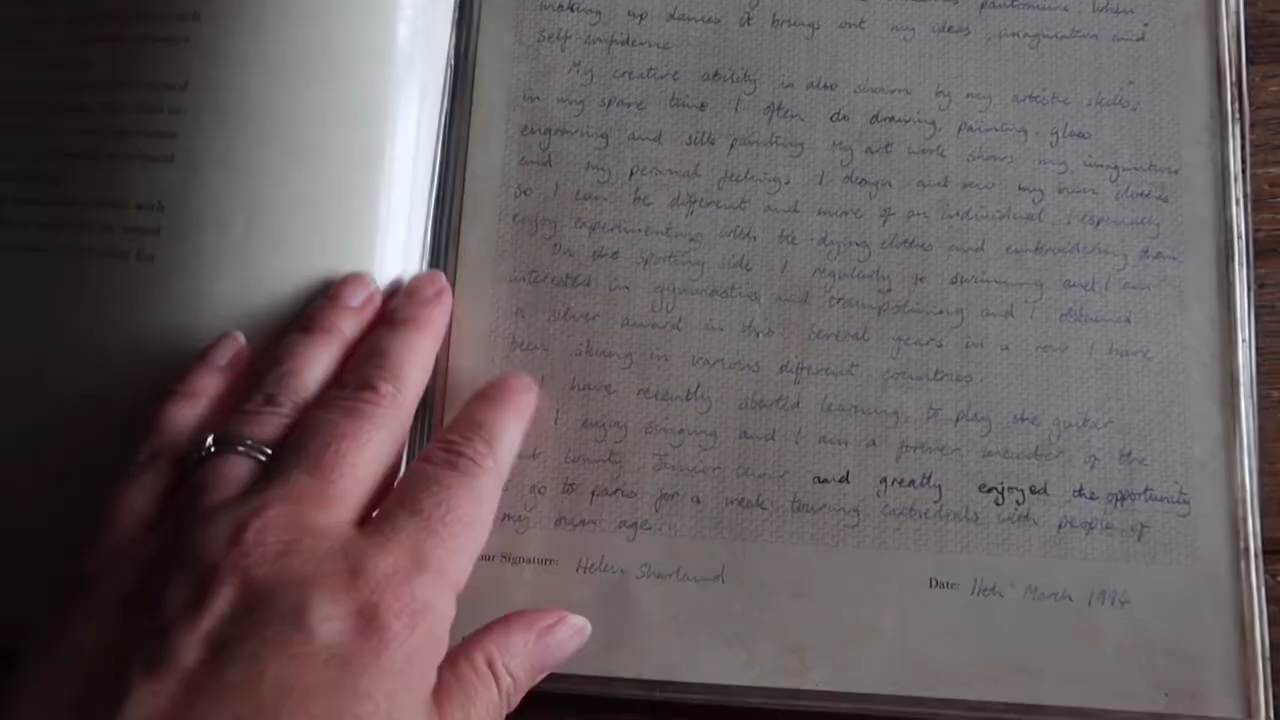 pantomime. When
making up dances it brings out my ideas, imagination and
self-confidence
My creative ability is also shown by my artistic skills;
in my spare time I often do drawing, painting, glass
engraving and silk painting My art work shows my imagination
and my personal feelings I design and sew my own clothes
so I can be different and more of an individual. I especially
enjoy experimenting with tie-dying clothes and embroidering them.
On the sporting side I regularly go swimming and I am
interested in gymnastics and trampolining and I obtained
silver award in this several years in a row I have
been skiing in various different countries.
I have recently started learning to play the guitar
I enjoy singing and I am a former member of the
county Junior choir and greatly enjoyed the opportunity
go to paris for a week touring cathedrals with people of
my own age.
our Signature: Helen Sharland
Date: 11th March 1994